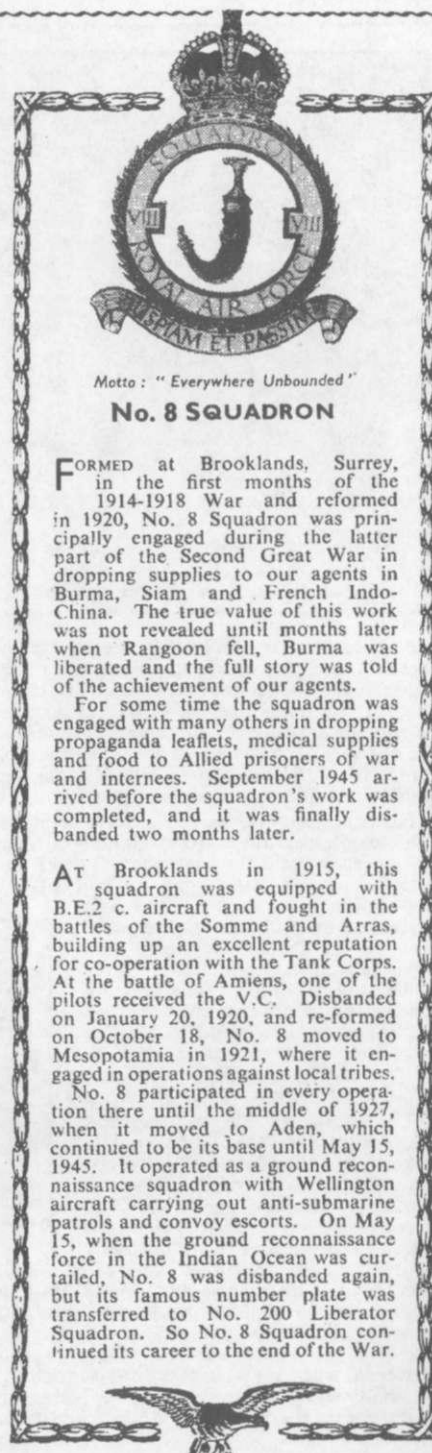 SQUADRON
VIII VIII
ROYAL AIR FORCE
USPIAM ET PASSIM
Motto : " Everywhere Unbounded "
No. 8 SQUADRON
FORMED at Brooklands, Surrey,
in the first months of the
1914-1918 War and reformed
in 1920, No. 8 Squadron was prin-
cipally engaged during the latter
part of the Second Great War in
dropping supplies to our agents in
Burma, Siam and French Indo-
China. The true value of this work
was not revealed until months later
when Rangoon fell, Burma was
liberated and the full story was told
of the achievement of our agents.
For some time the squadron was
engaged with many others in dropping
propaganda leaflets, medical supplies
and food to Allied prisoners of war
and internees. September 1945 ar-
rived before the squadron's work was
completed, and it was finally dis-
banded two months later.
AT Brooklands in 1915, this
squadron was equipped with
B.E.2 c. aircraft and fought in the
battles of the Somme and Arras,
building up an excellent reputation
for co-operation with the Tank Corps.
At the battle of Amiens, one of the
pilots received the V.C. Disbanded
on January 20, 1920, and re-formed
on October 18, No. 8 moved to
Mesopotamia in 1921, where it en-
gaged in operations against local tribes.
No. 8 participated in every opera-
tion there until the middle of 1927,
when it moved to Aden, which
continued to be its base until May 15,
1945. It operated as a ground recon-
naissance squadron with Wellington
aircraft carrying out anti-submarine
patrols and convoy escorts. On May
15, when the ground reconnaissance
force in the Indian Ocean was cur-
tailed, No. 8 was disbanded again,
but its famous number plate was
transferred to No. 200 Liberator
Squadron. So No. 8 Squadron con-
tinued its career to the end of the War.